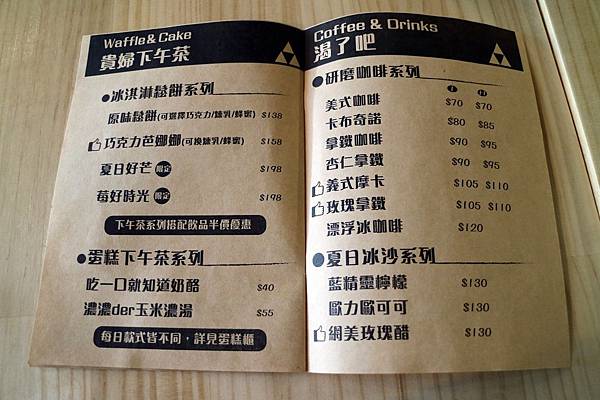 Waffle & Cake
貴婦下午茶
●冰淇淋鬆餅系列
原味鬆餅(可選擇巧克力/煉乳/蜂蜜) $138
巧克力芭娜娜(可換煉乳/蜂蜜) $158
夏日好芒 限定 $198
莓好時光 限定 $198
下午茶系列搭配飲品半價優惠
●蛋糕下午茶系列
吃一口就知道奶酪 $40
濃濃der玉米濃湯 $55
每日款式皆不同，詳見蛋糕櫃
Coffee & Drinks
渴了吧
●研磨咖啡系列
I H
美式咖啡 $70 $70
卡布奇諾 $80 $85
拿鐵咖啡 $90 $95
杏仁拿鐵 $90 $95
義式摩卡 $105 $110
玫瑰拿鐵 $105 $110
漂浮冰咖啡 $120
●夏日冰沙系列
藍精靈檸檬 $130
歐力歐可可 $130
網美玫瑰醋 $130